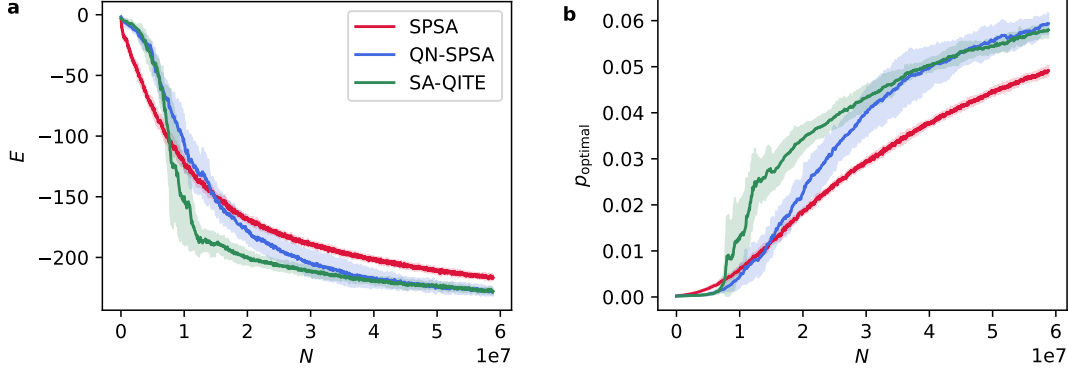 a
0
−50
−100
−150
−200
E
SPSA
QN-SPSA
SA-QITE
0 1 2 3 4 5 6
N
1e7
b
0.06
0.05
0.04
0.03
0.02
0.01
0.00
p_optimal
0 1 2 3 4 5 6
N
1e7